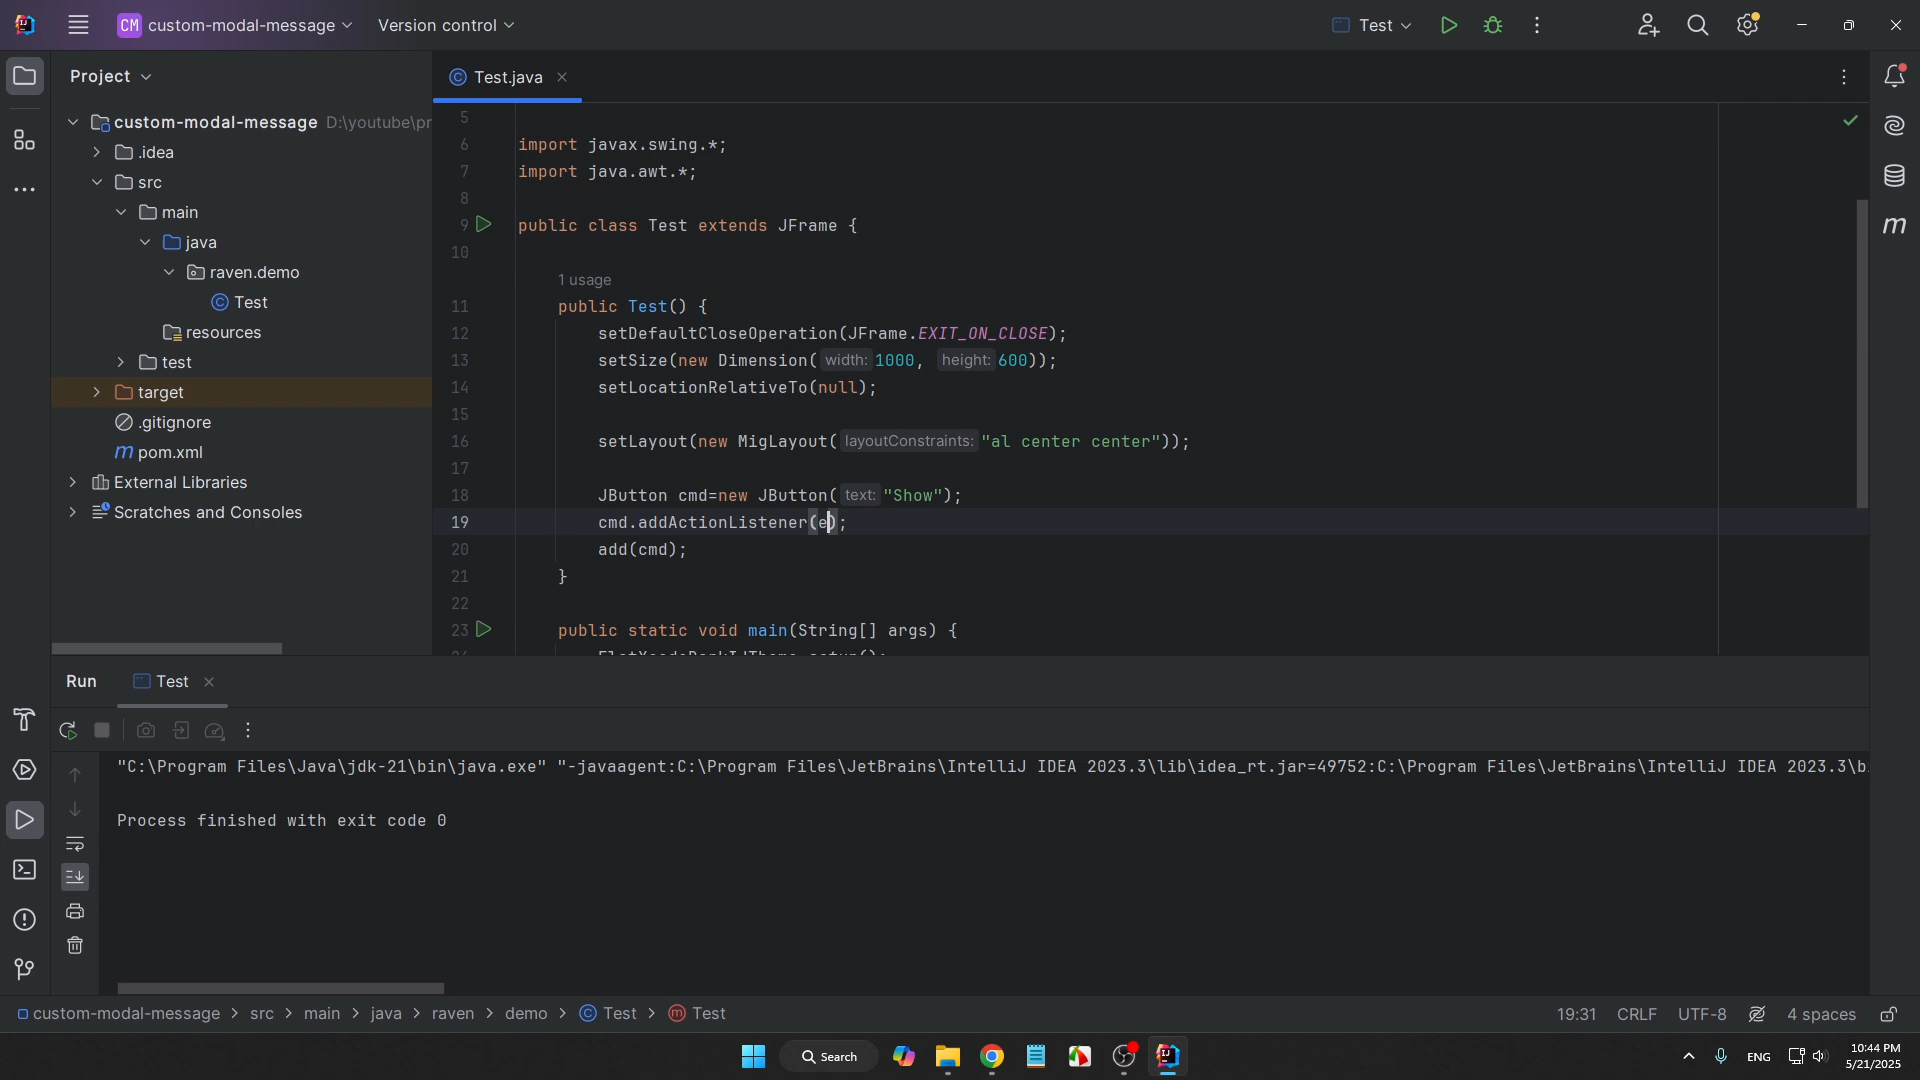 CM custom-modal-message Version control Test
Project
Test.java
custom-modal-message D:\youtube\pr
.idea
src
main
java
raven.demo
Test
resources
test
target
.gitignore
m pom.xml
External Libraries
Scratches and Consoles
5
6 import javax.swing.*;
7 import java.awt.*;
8
9 public class Test extends JFrame {
10
1 usage
11 public Test() {
12 setDefaultCloseOperation(JFrame.EXIT_ON_CLOSE);
13 setSize(new Dimension( width: 1000, height: 600));
14 setLocationRelativeTo(null);
15
16 setLayout(new MigLayout( layoutConstraints: "al center center"));
17
18 JButton cmd=new JButton( text: "Show");
19 cmd.addActionListener(e);
20 add(cmd);
21 }
22
23 public static void main(String[] args) {
Run Test
"C:\Program Files\Java\jdk-21\bin\java.exe" "-javaagent:C:\Program Files\JetBrains\IntelliJ IDEA 2023.3\lib\idea_rt.jar=49752:C:\Program Files\JetBrains\IntelliJ IDEA 2023.3\b
Process finished with exit code 0
custom-modal-message > src > main > java > raven > demo > Test > Test 19:31 CRLF UTF-8 4 spaces
Search
ENG
10:44 PM
5/21/2025